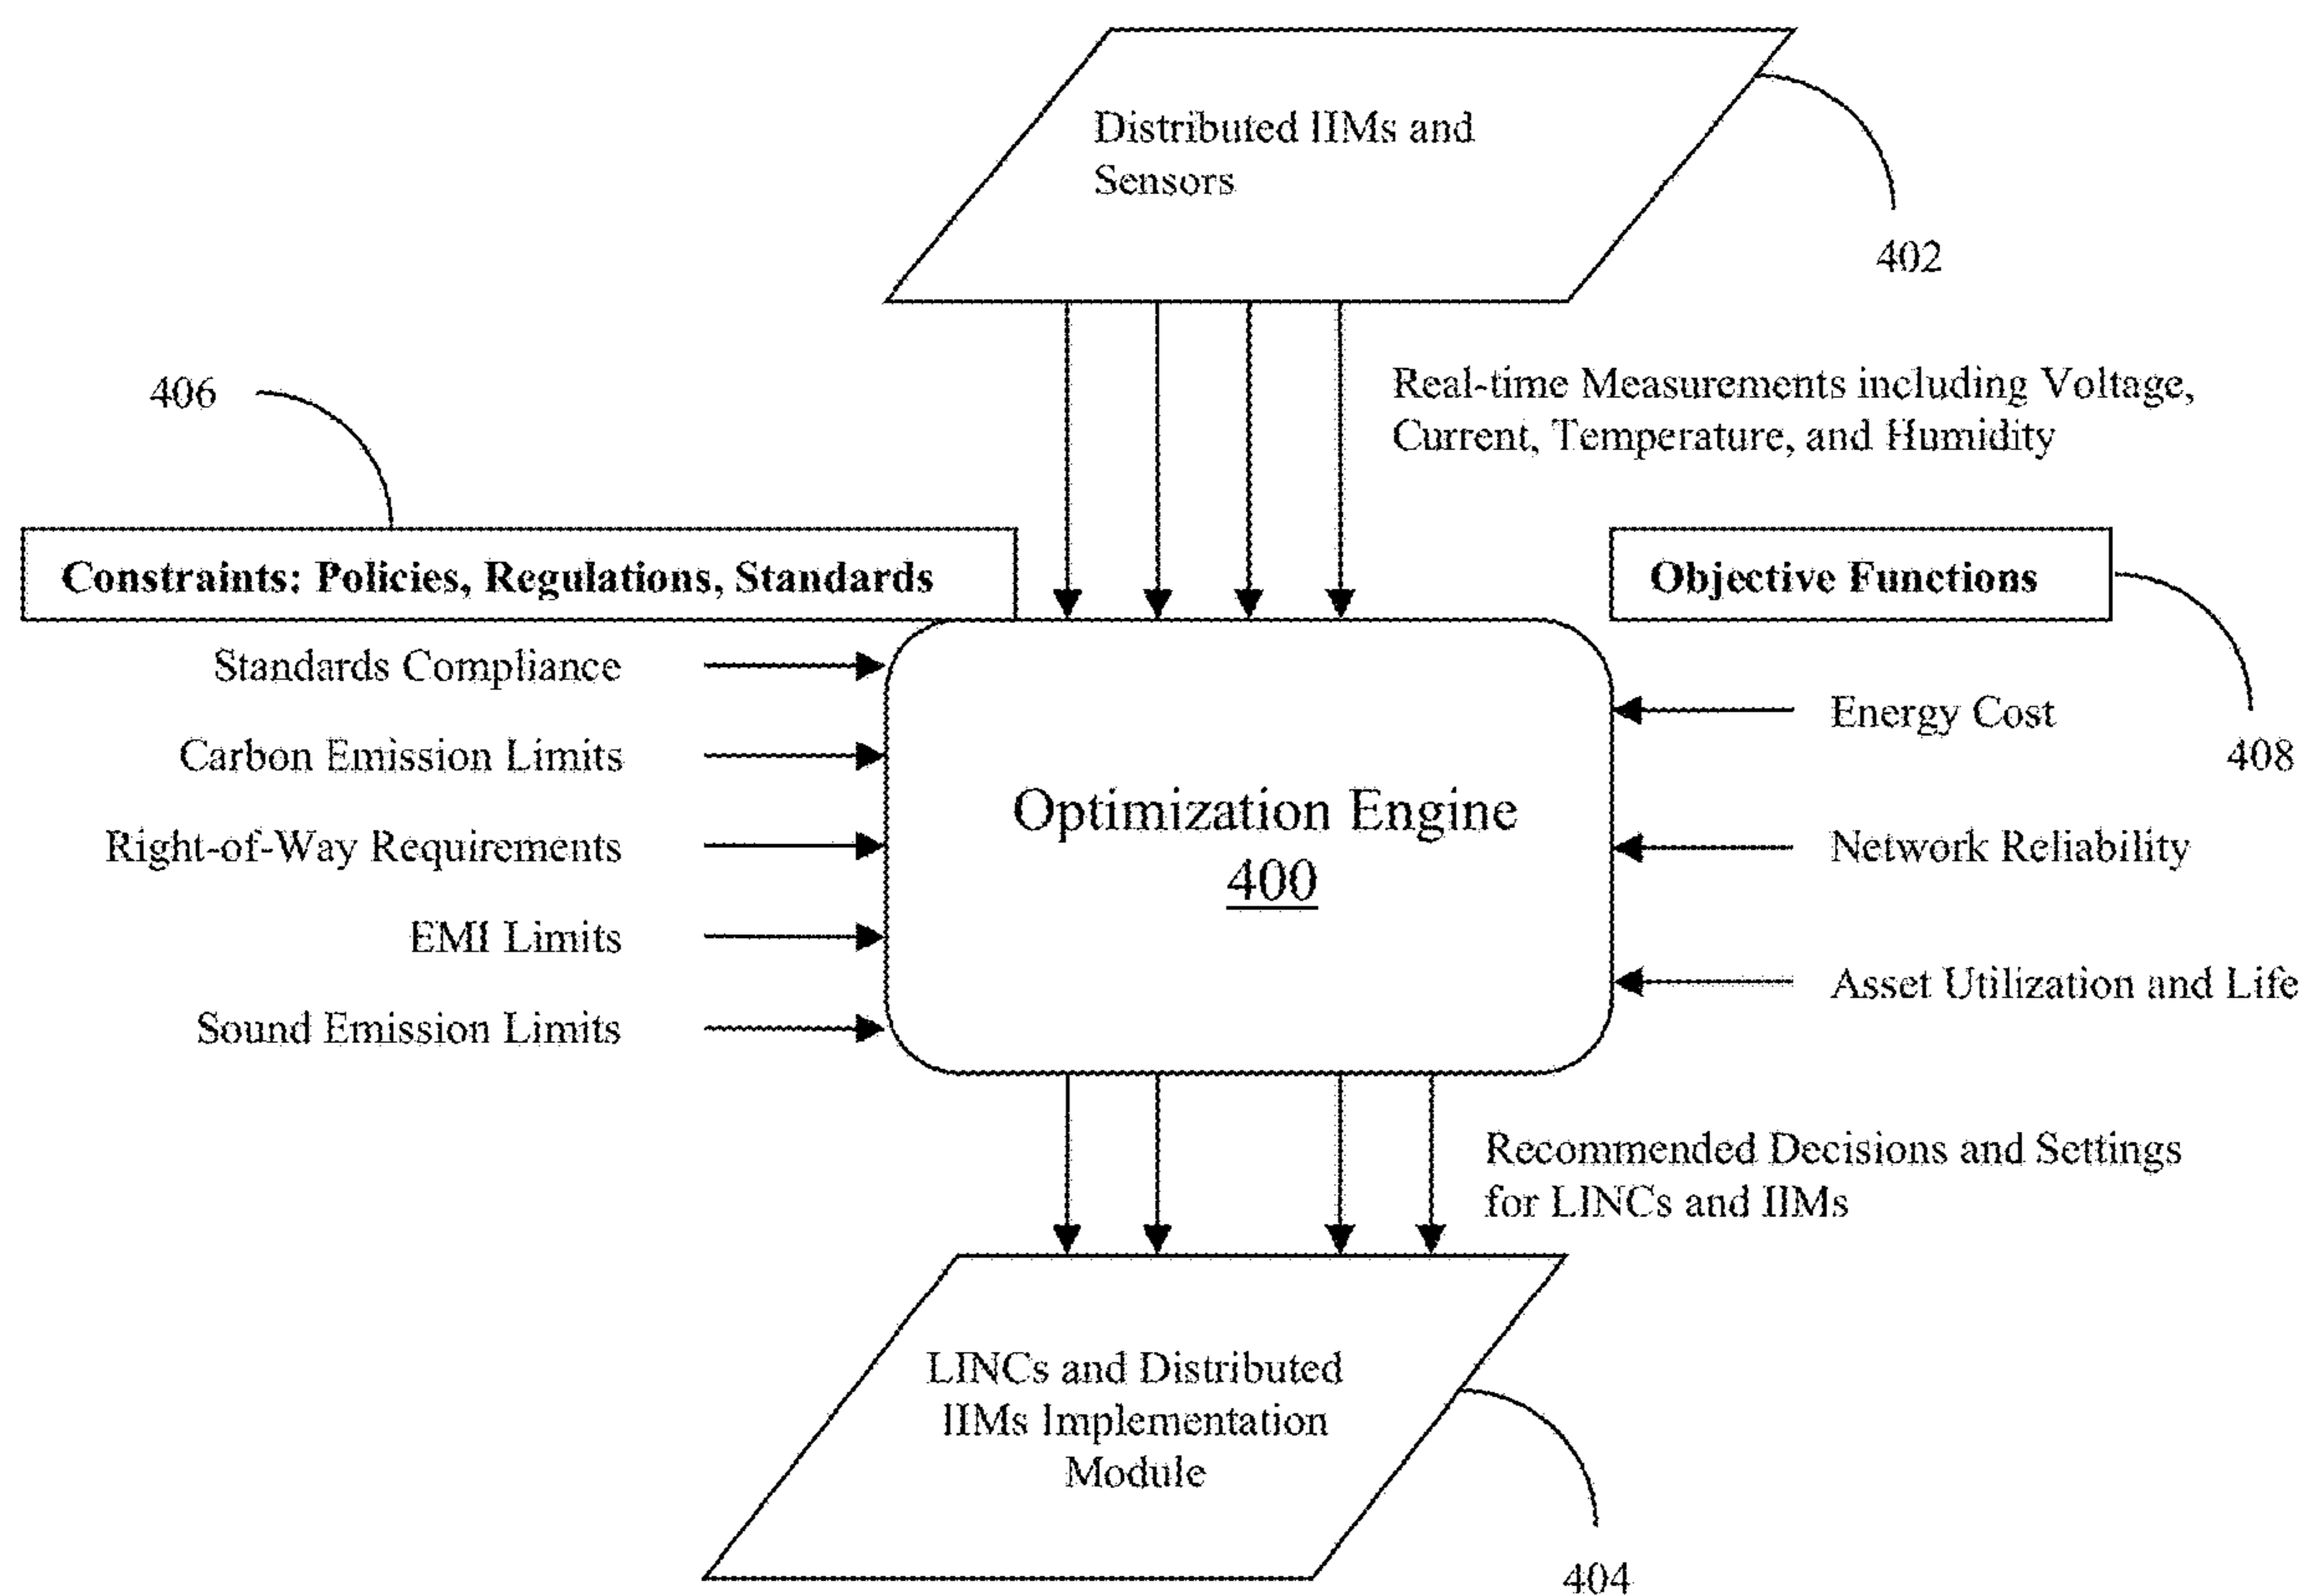 Distributed IIMs and
Sensors
402
Real-time Measurements including Voltage,
Current, Temperature, and Humidity
406
Constraints: Policies, Regulations, Standards
Objective Functions
408
Standards Compliance
Carbon Emission Limits
Right-of-Way Requirements
EMI Limits
Sound Emission Limits
Optimization Engine
400
Energy Cost
Network Reliability
Asset Utilization and Life
Recommended Decisions and Settings
for LINCs and IIMs
LINCs and Distributed
IIMs Implementation
Module
404